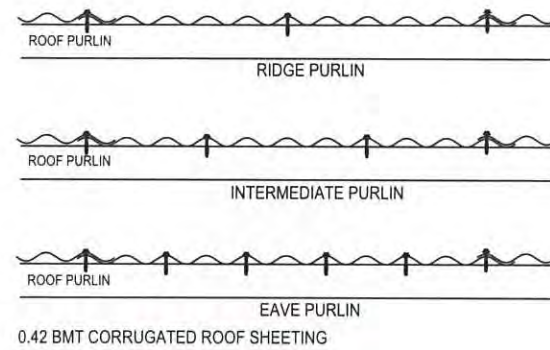 ROOF PURLIN
RIDGE PURLIN
ROOF PURLIN
INTERMEDIATE PURLIN
ROOF PURLIN
EAVE PURLIN
0.42 BMT CORRUGATED ROOF SHEETING